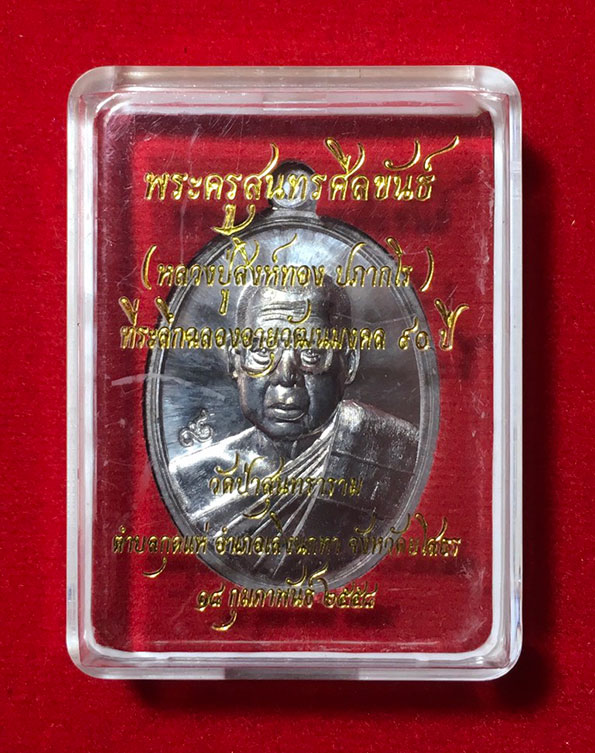 พระครูสุนทรศีลขันธ์
(หลวงปู่สิงห์ทอง ปภากโร)
ที่ระลึกฉลองอายุวัฒนมงคล ๙๐ ปี
๙
วัดป่าสุนทราราม
ตำบลกุดแห่ อำเภอเลิงนกทา จังหวัดยโสธร
๑๘ กุมภาพันธ์ ๒๕๕๘